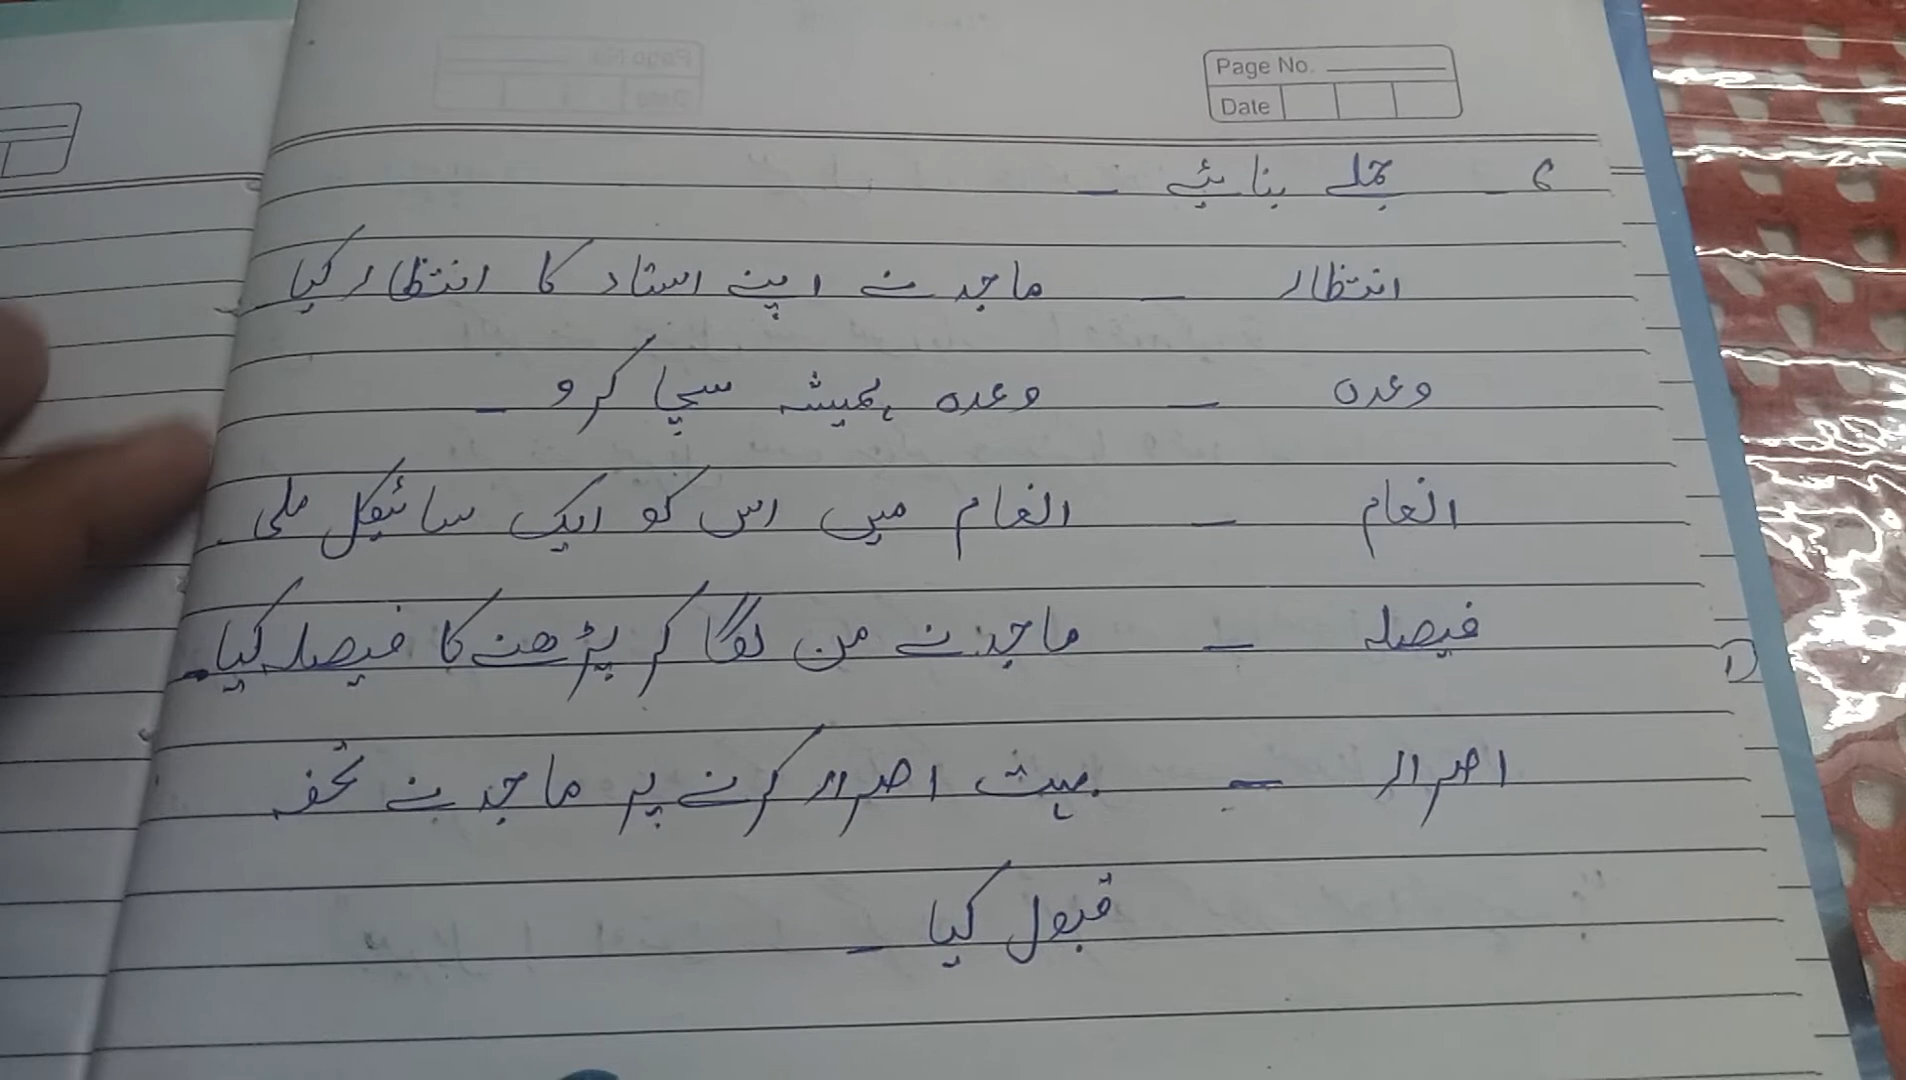 Page No.
Date
6 - جملے بنائیے -
انتظار - ماجد نے اپنے استاد کا انتظار کیا
وعدہ - وعدہ ہمیشہ سچا کرو -
انعام - انعام میں اس کو ایک سائیکل ملی
فیصلہ - ماجد نے من لگا کر پڑھنے کا فیصلہ کیا -
اصرار - بہت اصرار کرنے پر ماجد نے تحفہ
قبول کیا -